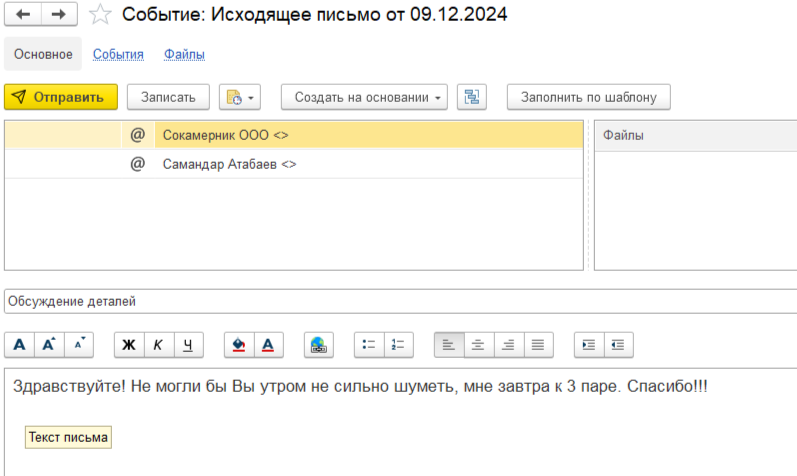 Событие: Исходящее письмо от 09.12.2024
Основное События Файлы
Отправить Записать Создать на основании Заполнить по шаблону
@ Сокамерник ООО <> Файлы
@ Самандар Атабаев <>
Обсуждение деталей
А А А Ж К Ч А
Здравствуйте! Не могли бы Вы утром не сильно шуметь, мне завтра к 3 паре. Спасибо!!!
Текст письма